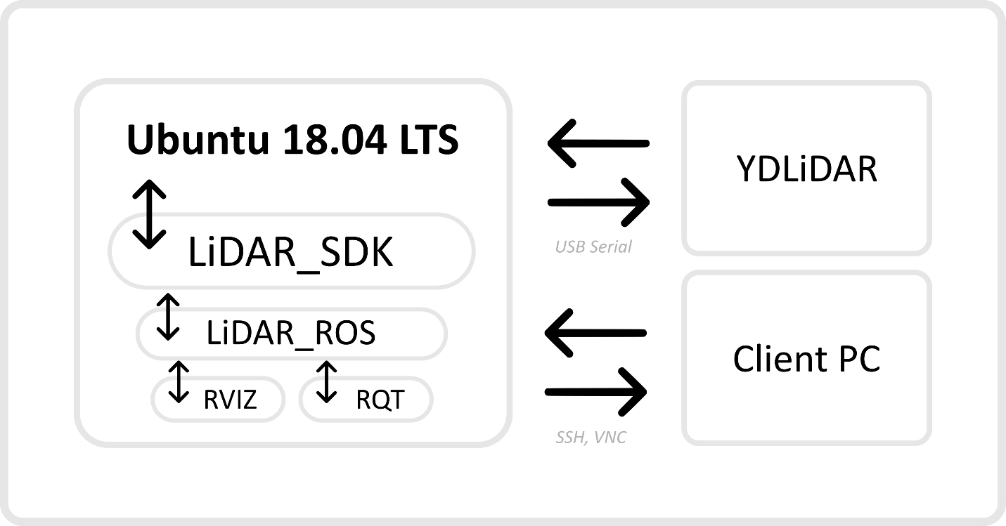 Ubuntu 18.04 LTS
LiDAR_SDK
LiDAR_ROS
RVIZ
RQT
YDLiDAR
USB Serial
Client PC
SSH, VNC